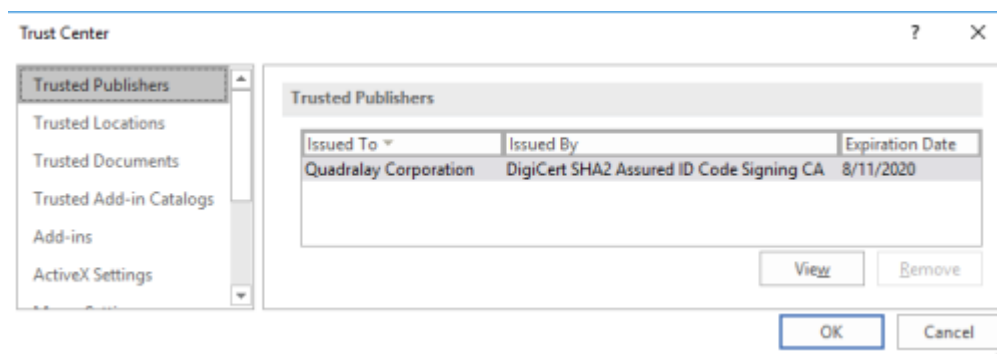 Trust Center ? ×
Trusted Publishers
Trusted Locations
Trusted Documents
Trusted Add-in Catalogs
Add-ins
ActiveX Settings
Trusted Publishers
Issued To Issued By Expiration Date
Quadralay Corporation DigiCert SHA2 Assured ID Code Signing CA 8/11/2020
View Remove
OK Cancel